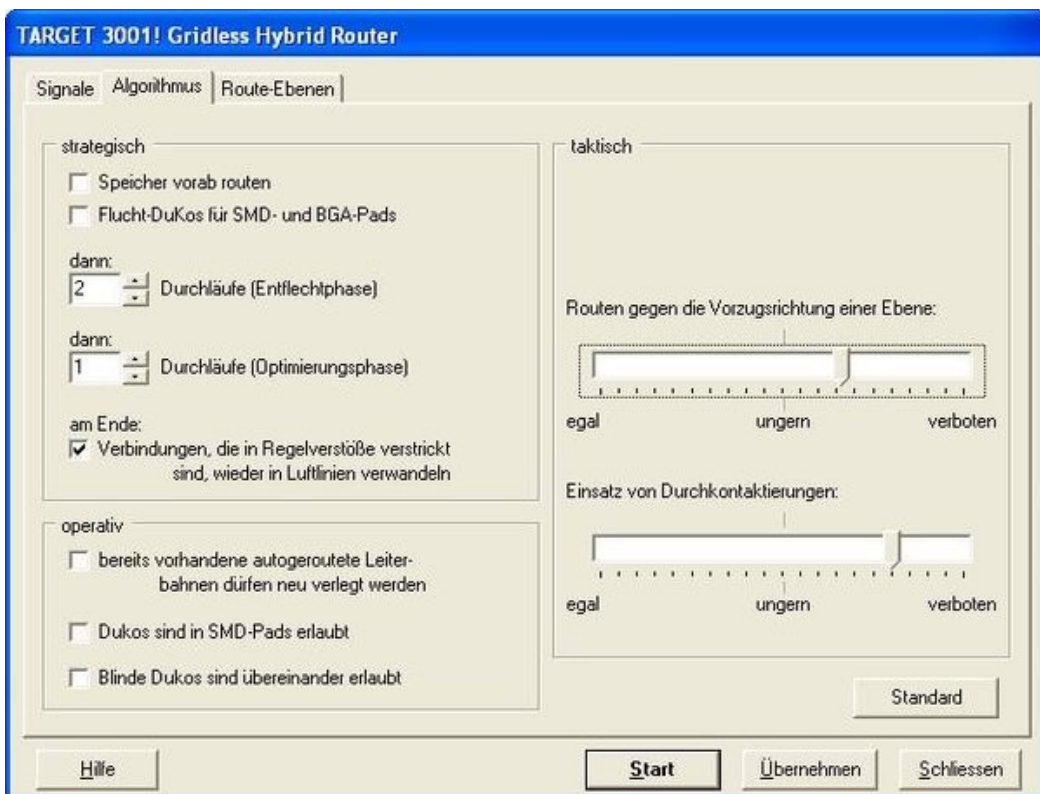 TARGET 3001! Gridless Hybrid Router
Signale
Algorithmus
Route-Ebenen
strategisch
Speicher vorab routen
Flucht-DuKos für SMD- und BGA-Pads
dann:
2 Durchläufe (Entflechtphase)
dann:
1 Durchläufe (Optimierungsphase)
am Ende:
Verbindungen, die in Regelverstöße verstrickt
sind, wieder in Luftlinien verwandeln
operativ
bereits vorhandene autogeroutete Leiter-
bahnen dürfen neu verlegt werden
Dukos sind in SMD-Pads erlaubt
Blinde Dukos sind übereinander erlaubt
taktisch
Routen gegen die Vorzugsrichtung einer Ebene:
egal ungern verboten
Einsatz von Durchkontaktierungen:
egal ungern verboten
Standard
Hilfe
Start
Übernehmen
Schliessen